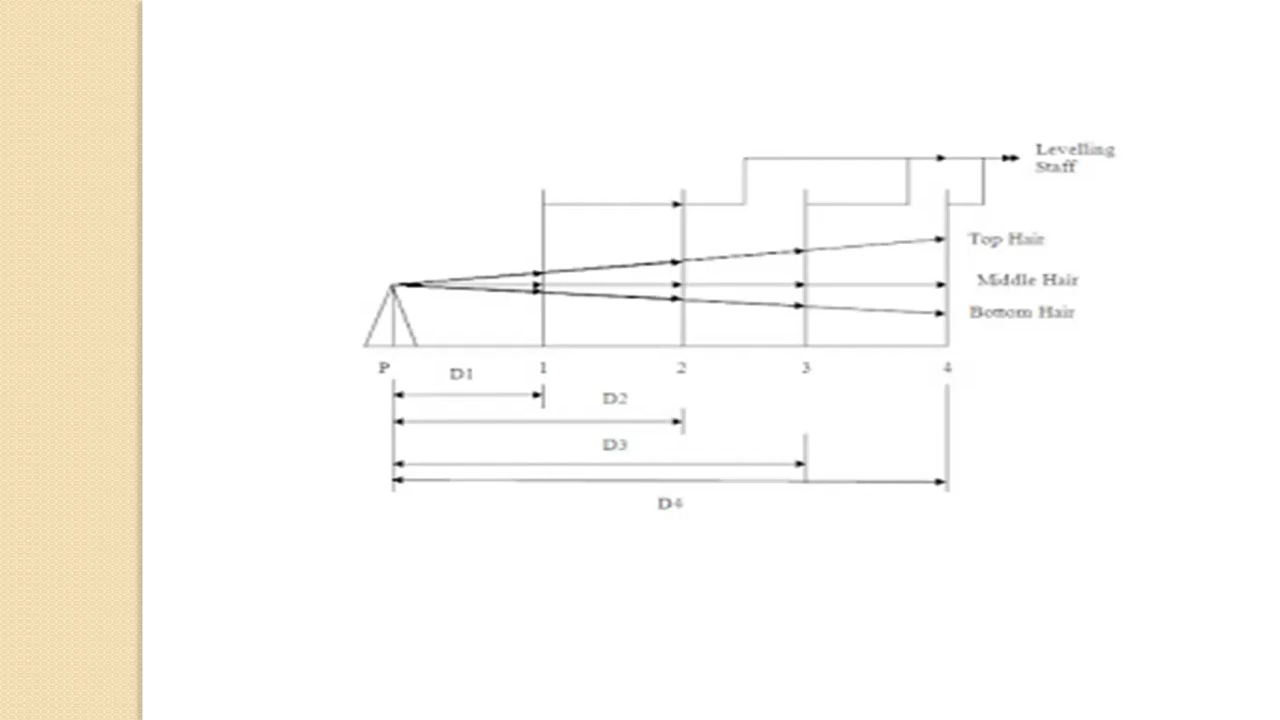 Levelling
Staff
Top Hair
Middle Hair
Bottom Hair
P 1 2 3 4
D1
D2
D3
D4